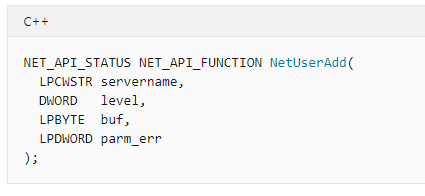 C++
NET_API_STATUS NET_API_FUNCTION NetUserAdd(
  LPCWSTR servername,
  DWORD   level,
  LPBYTE  buf,
  LPDWORD parm_err
);